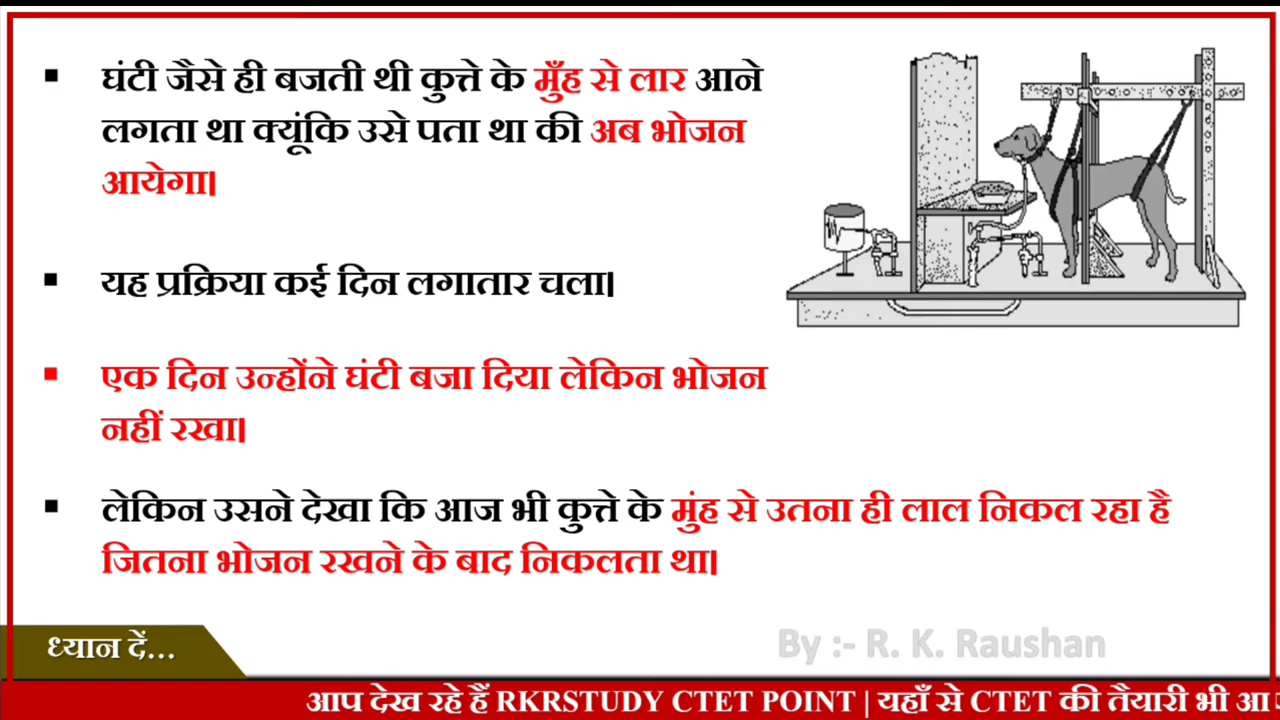 घंटी जैसे ही बजती थी कुत्ते के मुँह से लार आने
लगता था क्यूंकि उसे पता था की अब भोजन
आयेगा।
यह प्रक्रिया कई दिन लगातार चला।
एक दिन उन्होंने घंटी बजा दिया लेकिन भोजन
नहीं रखा।
लेकिन उसने देखा कि आज भी कुत्ते के मुंह से उतना ही लाल निकल रहा है
जितना भोजन रखने के बाद निकलता था।
ध्यान दें...
By :- R. K. Raushan
आप देख रहे हैं RKRSTUDY CTET POINT | यहाँ से CTET की तैयारी भी आ